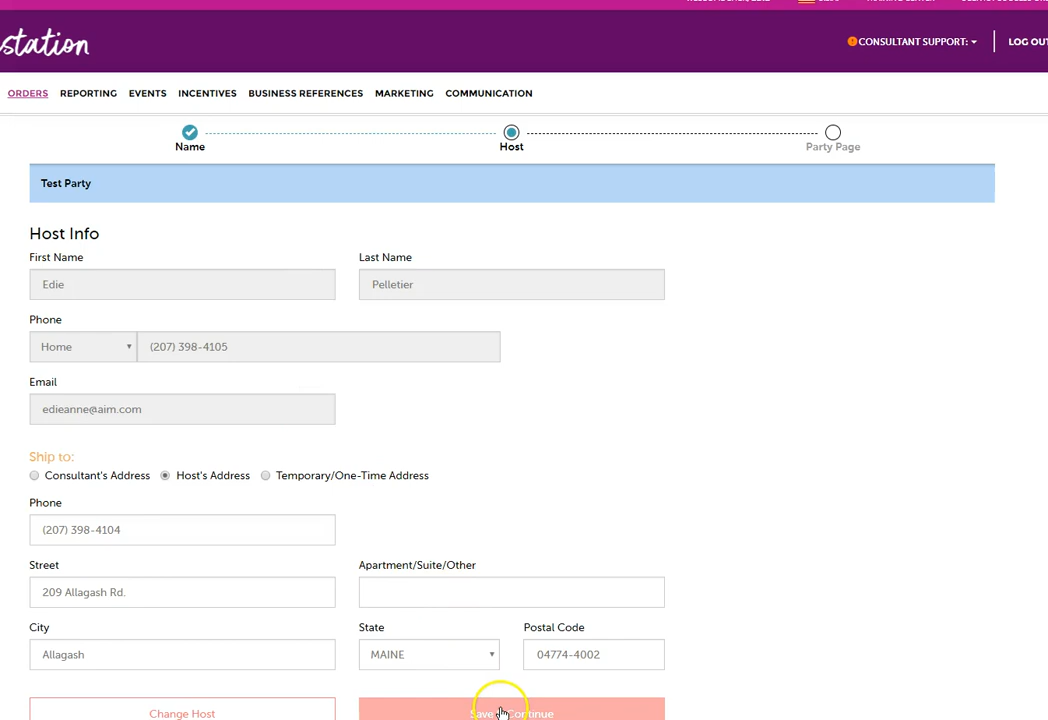 station
CONSULTANT SUPPORT:
LOG OUT
ORDERS REPORTING EVENTS INCENTIVES BUSINESS REFERENCES MARKETING COMMUNICATION
Name Host Party Page
Test Party
Host Info
First Name Last Name
Edie Pelletier
Phone
Home (207) 398-4105
Email
edieanne@aim.com
Ship to:
Consultant's Address Host's Address Temporary/One-Time Address
Phone
(207) 398-4104
Street Apartment/Suite/Other
209 Allagash Rd.
City State Postal Code
Allagash MAINE 04774-4002
Change Host Save Continue